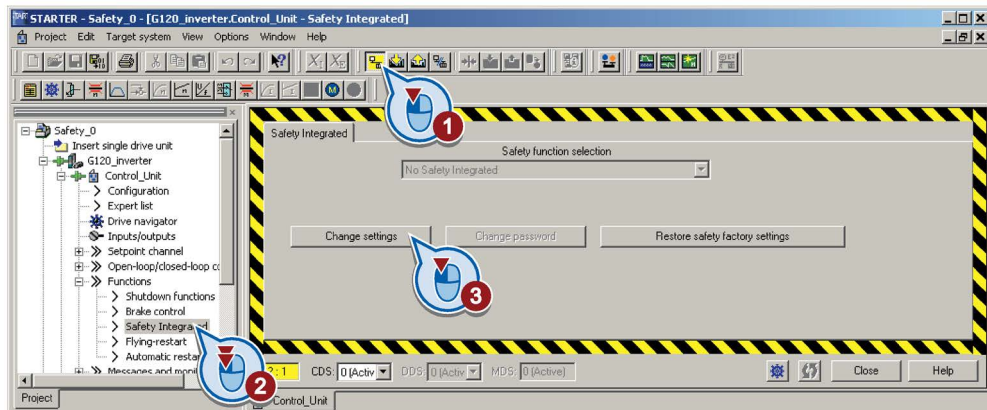 STARTER - Safety_0 - [G120_inverter.Control_Unit - Safety Integrated]
Project Edit Target system View Options Window Help
1
Safety_0
Insert single drive unit
G120_inverter
Control_Unit
Configuration
Expert list
Drive navigator
Inputs/outputs
Setpoint channel
Open-loop/closed-loop co
Functions
Shutdown functions
Brake control
Safety Integrated
Flying-restart
Automatic restar
Messages and moni
2
Project
Safety Integrated
Safety function selection
No Safety Integrated
Change settings
Change password
Restore safety factory settings
3
CDS: 0 (Activ
DDS: 0 (Activ
MDS: 0 (Active)
Close
Help
Control_Unit